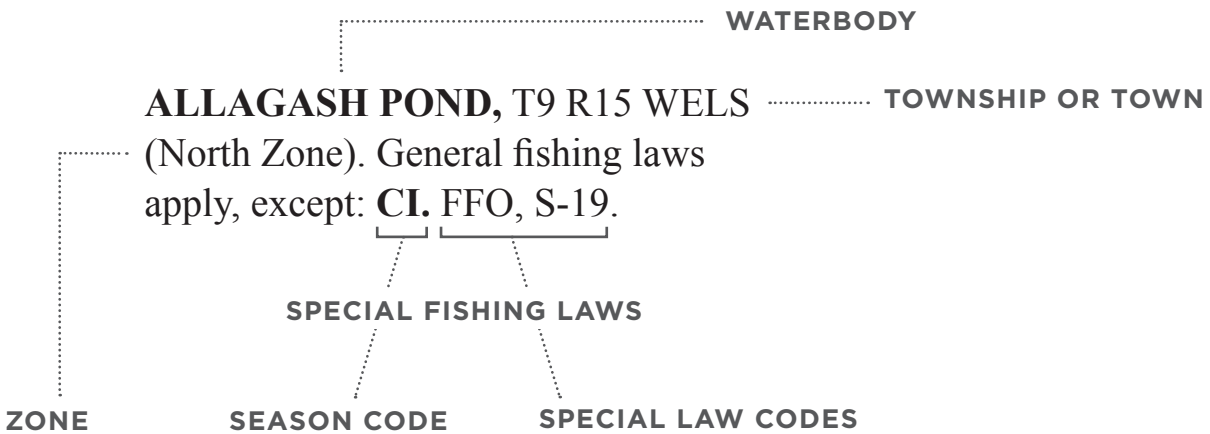 WATERBODY
ALLAGASH POND, T9 R15 WELS
TOWNSHIP OR TOWN
(North Zone). General fishing laws
apply, except: CI. FFO, S-19.
SPECIAL FISHING LAWS
ZONE
SEASON CODE
SPECIAL LAW CODES